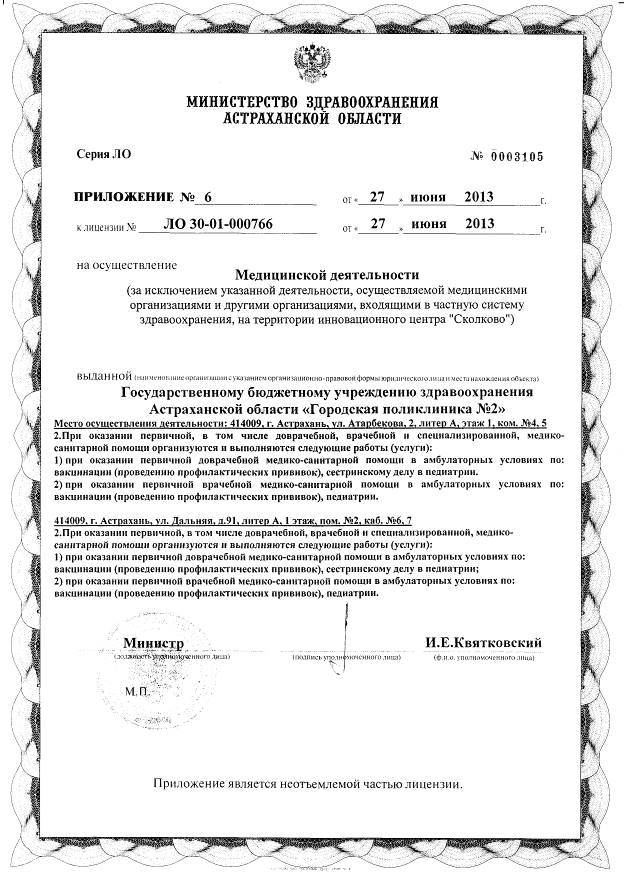 МИНИСТЕРСТВО ЗДРАВООХРАНЕНИЯ
АСТРАХАНСКОЙ ОБЛАСТИ
Серия ЛО
№ 0003105
ПРИЛОЖЕНИЕ № 6 от « 27 » июня 2013 г.
к лицензии № ЛО 30-01-000766 от « 27 » июня 2013 г.
на осуществление
Медицинской деятельности
(за исключением указанной деятельности, осуществляемой медицинскими
организациями и другими организациями, входящими в частную систему
здравоохранения, на территории инновационного центра "Сколково")
выданной (наименование организации с указанием организационно-правовой формы юридического лица и места нахождения объекта)
Государственному бюджетному учреждению здравоохранения
Астраханской области «Городская поликлиника №2»
Место осуществления деятельности: 414009, г. Астрахань, ул. Атарбекова, 2, литер А, этаж 1, ком. №4, 5
2.При оказании первичной, в том числе доврачебной, врачебной и специализированной, медико-
санитарной помощи организуются и выполняются следующие работы (услуги):
1) при оказании первичной доврачебной медико-санитарной помощи в амбулаторных условиях по:
вакцинации (проведению профилактических прививок), сестринскому делу в педиатрии.
2) при оказании первичной врачебной медико-санитарной помощи в амбулаторных условиях по:
вакцинации (проведению профилактических прививок), педиатрии.
414009, г. Астрахань, ул. Дальняя, д.91, литер А, 1 этаж, пом. №2, каб. №6, 7
2.При оказании первичной, в том числе доврачебной, врачебной и специализированной, медико-
санитарной помощи организуются и выполняются следующие работы (услуги):
1) при оказании первичной доврачебной медико-санитарной помощи в амбулаторных условиях по:
вакцинации (проведению профилактических прививок), сестринскому делу в педиатрии;
2) при оказании первичной врачебной медико-санитарной помощи в амбулаторных условиях по:
вакцинации (проведению профилактических прививок), педиатрии.
Министр И.Е.Квятковский
(должность уполномоченного лица) (подпись уполномоченного лица) (ф.и.о. уполномоченного лица)
М.П.
Приложение является неотъемлемой частью лицензии.